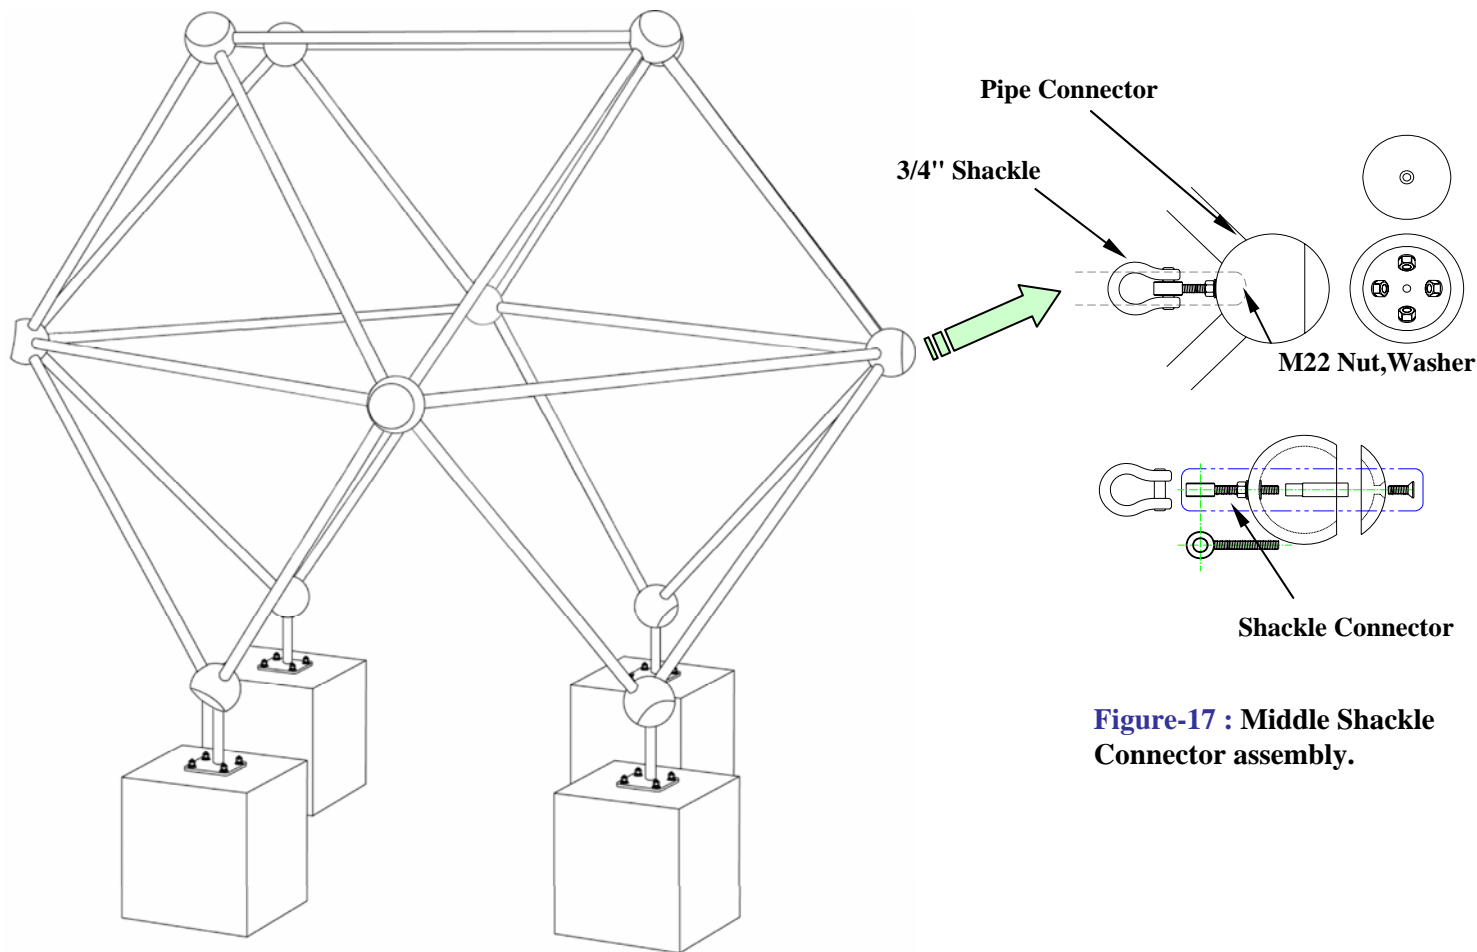 Pipe Connector
3/4" Shackle
M22 Nut,Washer
Shackle Connector
Figure-17 : Middle Shackle
Connector assembly.